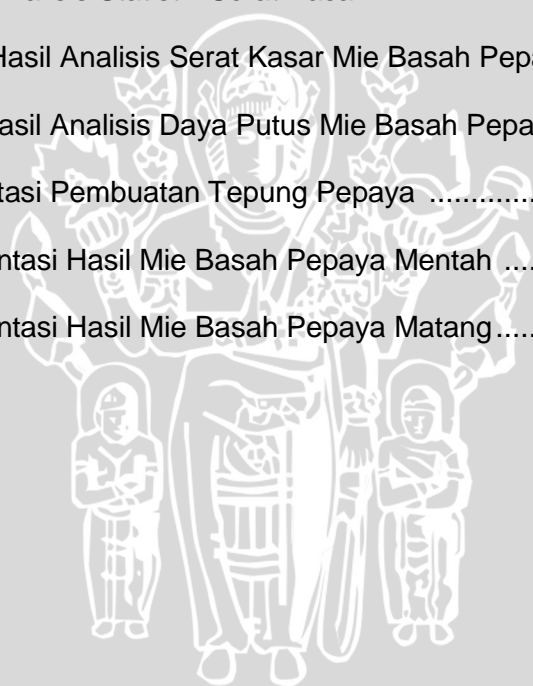 Hasil Analisis Serat Kasar Mie Basah
asil Analisis Daya Putus Mie Basah Pepa
tasi Pembuatan Tepung Pepaya .............
ntasi Hasil Mie Basah Pepaya Mentah ....
ntasi Hasil Mie Basah Pepaya Matang.....